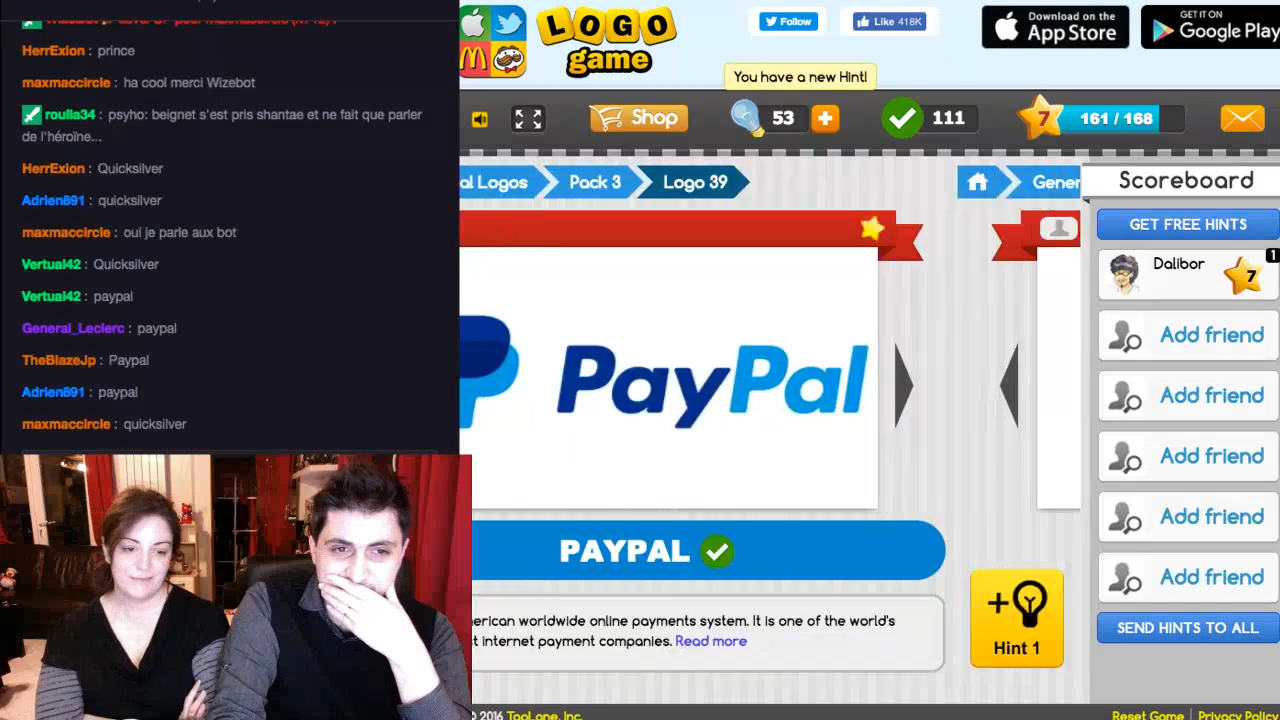 HerrExion : prince
maxmaccircle : ha cool merci Wizebot
roulla34 : psyho: beignet s'est pris shantae et ne fait que parler
de l'héroïne...
HerrExion : Quicksilver
Adrien891 : quicksilver
maxmaccircle : oui je parle aux bot
Vertual42 : Quicksilver
Vertual42 : paypal
General_Leclerc : paypal
TheBlazeJp : Paypal
Adrien891 : paypal
maxmaccircle : quicksilver
LOGO
game
Follow
Like 418K
Download on the
App Store
GET IT ON
Google Play
You have a new Hint!
Shop
53
111
7
161 / 168
al Logos
Pack 3
Logo 39
Gener
Scoreboard
GET FREE HINTS
Dalibor
7
1
Add friend
Add friend
Add friend
Add friend
Add friend
SEND HINTS TO ALL
PayPal
PAYPAL
erican worldwide online payments system. It is one of the world's
t internet payment companies. Read more
Hint 1
© 2016 TapLane, Inc.
Reset Game | Privacy Policy